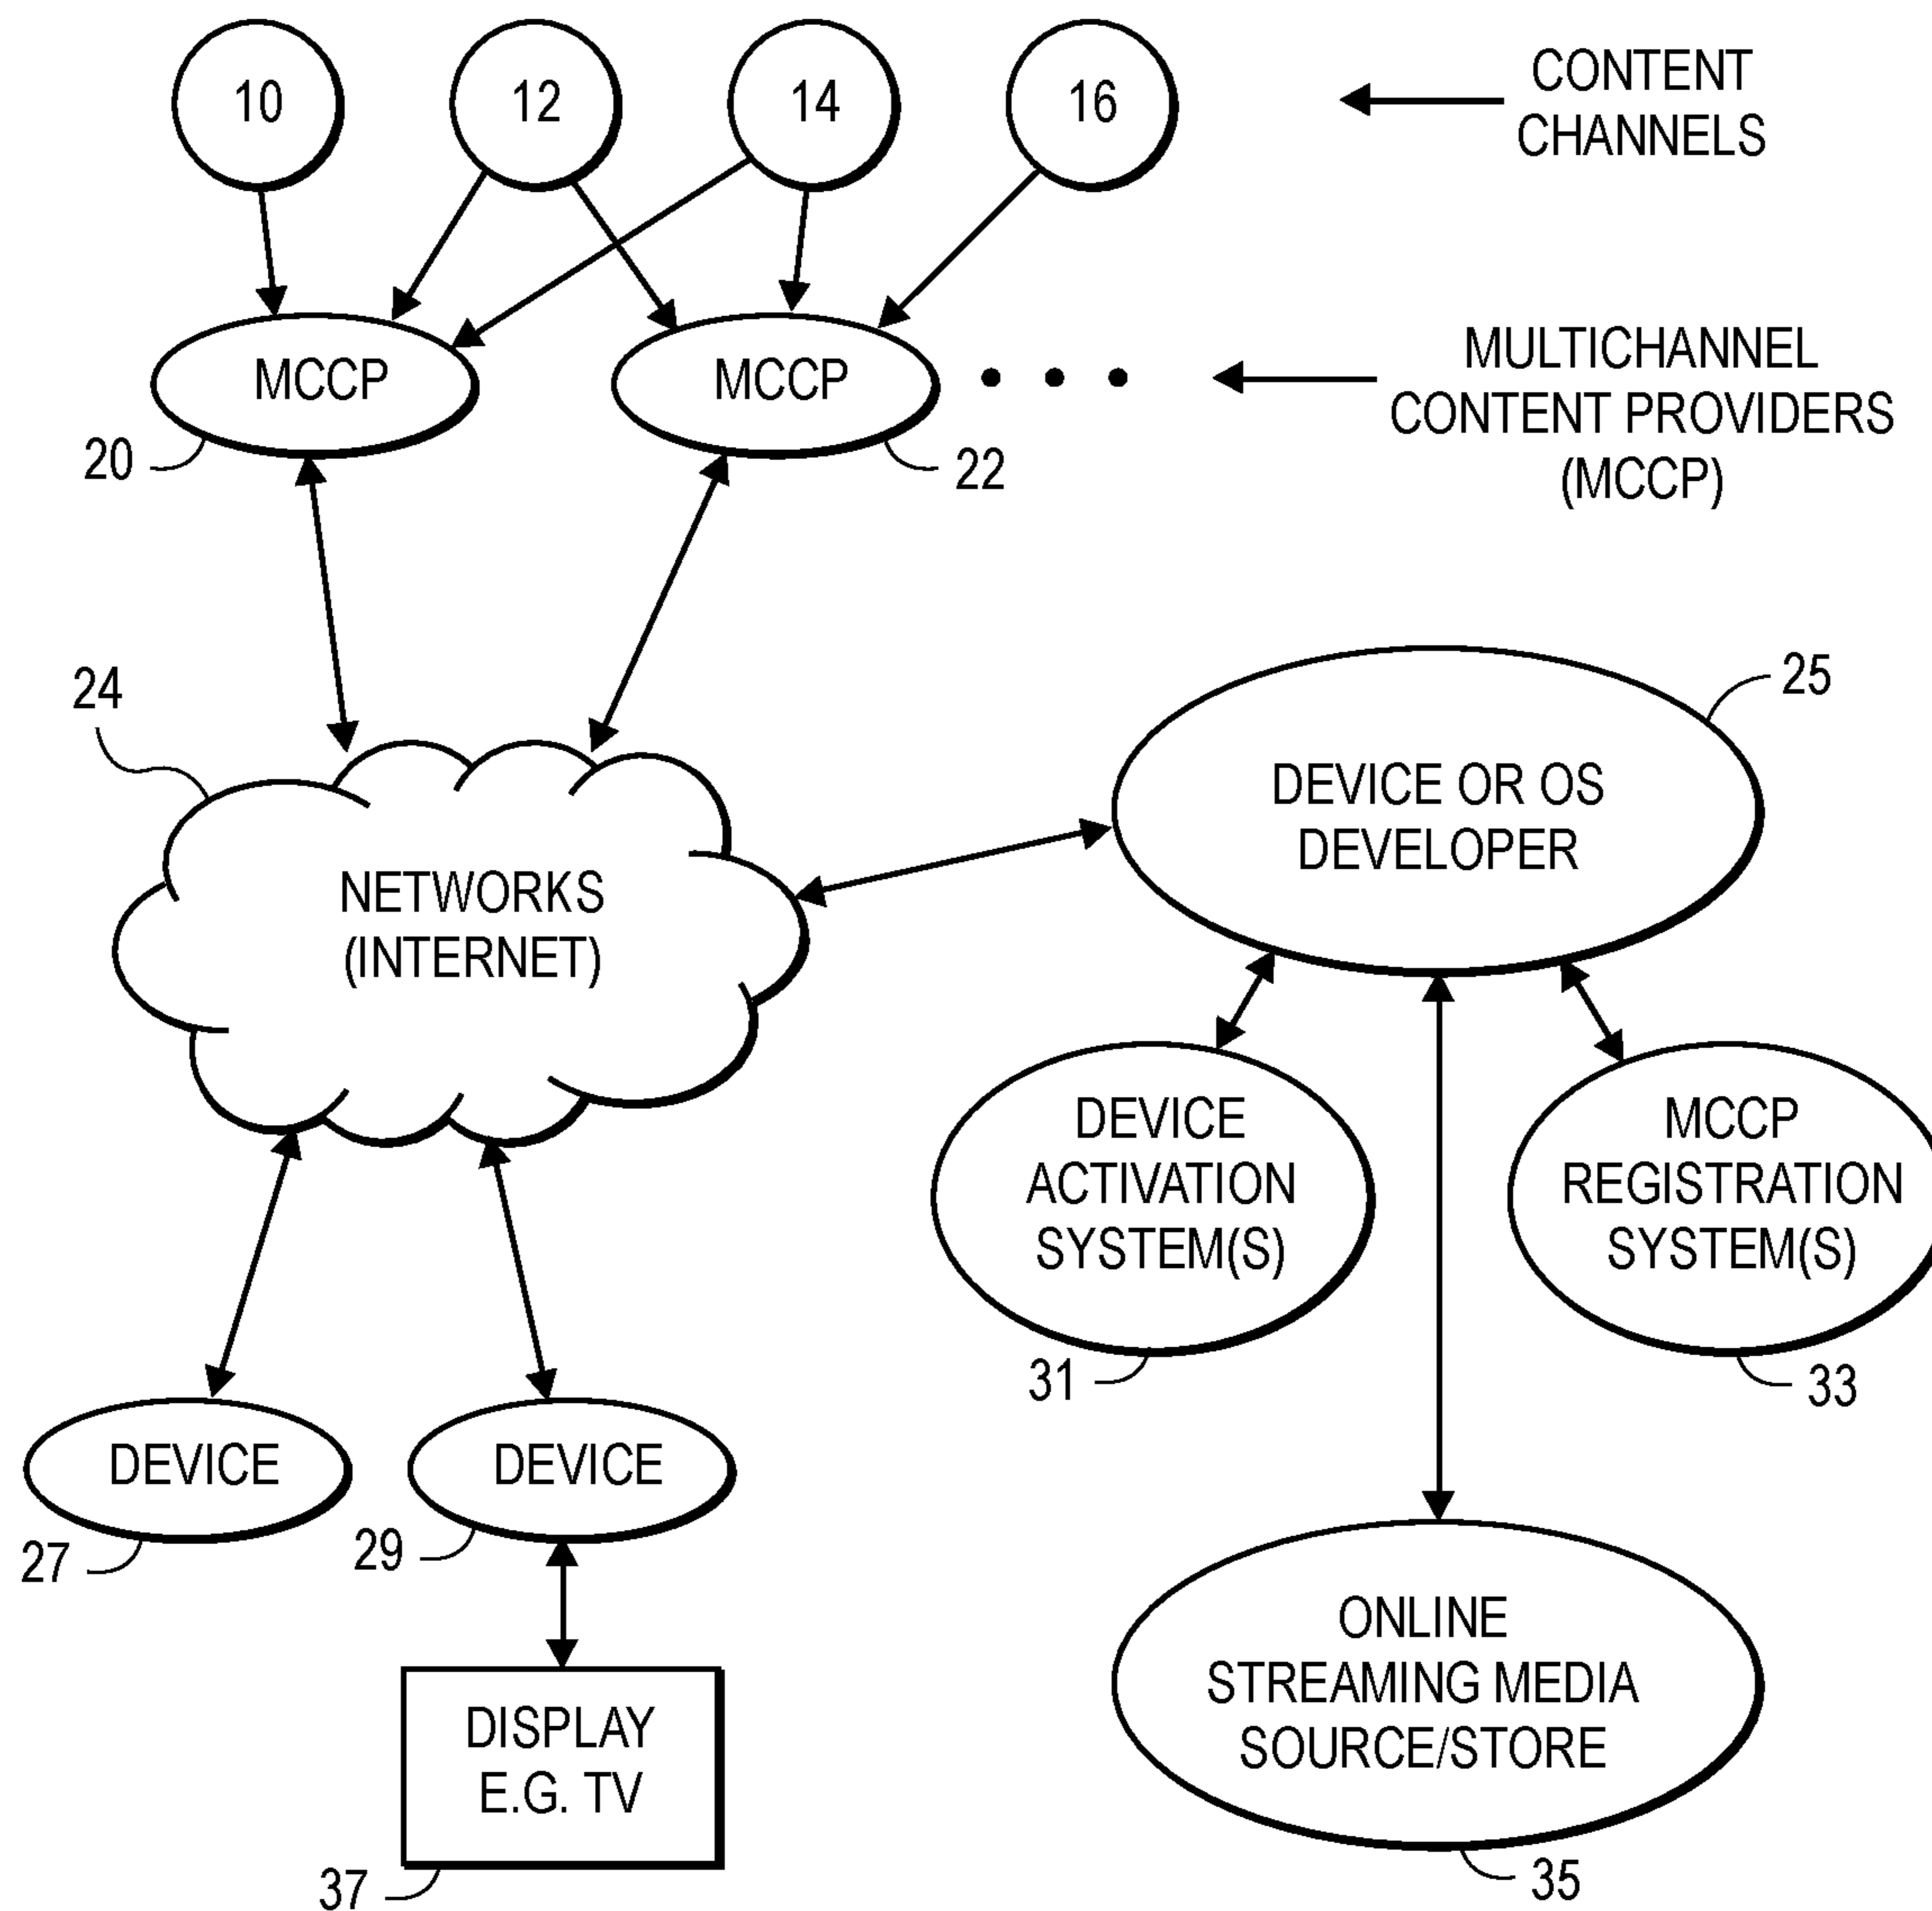 10
12
14
16
CONTENT
CHANNELS
MCCP
MCCP
MULTICHANNEL
CONTENT PROVIDERS
(MCCP)
20
22
24
25
DEVICE OR OS
DEVELOPER
NETWORKS
(INTERNET)
DEVICE
ACTIVATION
SYSTEM(S)
MCCP
REGISTRATION
SYSTEM(S)
31
33
DEVICE
DEVICE
27
29
ONLINE
STREAMING MEDIA
SOURCE/STORE
DISPLAY
E.G. TV
37
35